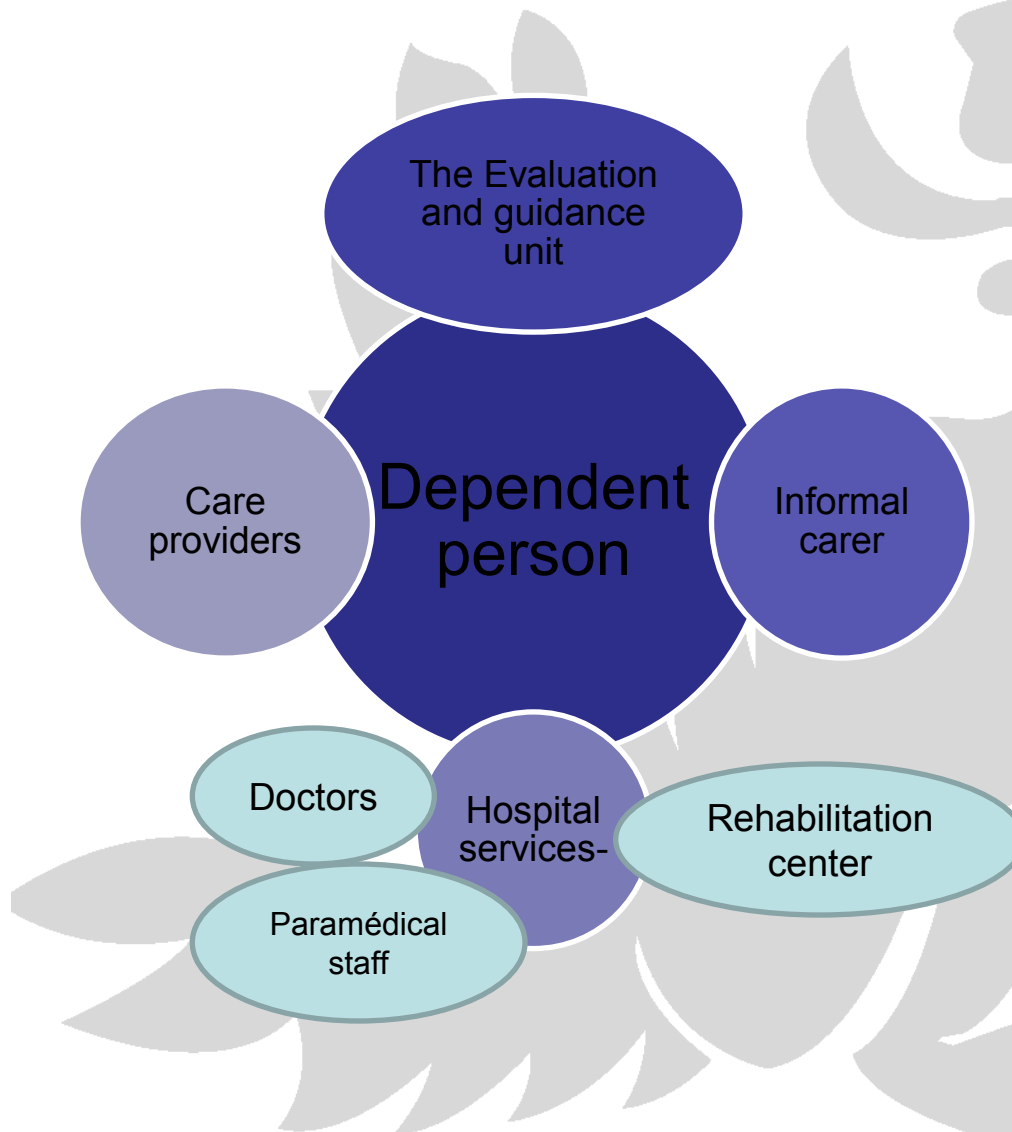 The Evaluation
and guidance
unit
Care
providers
Dependent
person
Informal
carer
Doctors
Hospital
services-
Rehabilitation
center
Paramédical
staff